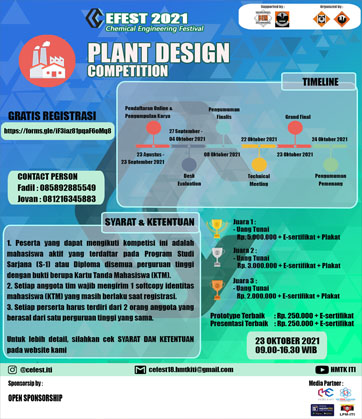 CEFEST 2021
Chemical Engineering Festival
Supported By :
Organized By :
PLANT DESIGN
COMPETITION
TIMELINE
GRATIS REGISTRASI
https://forms.gle/iF3iaz81pqaF6oMq8
Pendaftaran Online &
Pengumpulan Karya
Pengumuman
Finalis
Grand Final
27 September -
04 Oktober 2021
22 Oktober 2021
24 Oktober 2021
23 Agustus -
23 September 2021
08 Oktober 2021
23 Oktober 2021
Desk
Evaluation
Technical
Meeting
Pengumuman
Pemenang
CONTACT PERSON
Fadil : 085892885549
Jovan : 081216345883
SYARAT & KETENTUAN
1. Peserta yang dapat mengikuti kompetisi ini adalah
mahasiswa aktif yang terdaftar pada Program Studi
Sarjana (S-1) atau Diploma disemua perguruan tinggi
dengan bukti berupa Kartu Tanda Mahasiswa (KTM).
2. Setiap anggota tim wajib mengirim 1 softcopy identitas
mahasiswa (KTM) yang masih berlaku saat registrasi.
3. Setiap peserta harus terdiri dari 2 orang anggota yang
berasal dari satu perguruan tinggi yang sama.
Untuk lebih detail, silahkan cek SYARAT DAN KETENTUAN
pada website kami
Juara 1 :
- Uang Tunai
Rp. 5.000.000 + E-sertifikat + Plakat
Juara 2 :
- Uang Tunai
Rp. 3.000.000 + E-sertifikat + Plakat
Juara 3 :
- Uang Tunai
Rp. 2.000.000 + E-sertifikat + Plakat
Prototype Terbaik : Rp. 250.000 + E-sertifikat
Presentasi Terbaik : Rp. 250.000 + E-sertifikat
23 OKTOBER 2021
09.00-16.30 WIB
@cefest.iti
cefest18.hmtkiti@gmail.com
HMTK ITI
Sponsorsip by :
OPEN SPONSORSHIP
Media Partner :